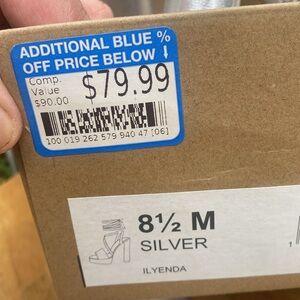 ADDITIONAL BLUE %
OFF PRICE BELOW ↓
Comp.
Value
$90.00
$79.99
100 019 262 579 940 47 [06]
8½ M
SILVER
ILYENDA
1